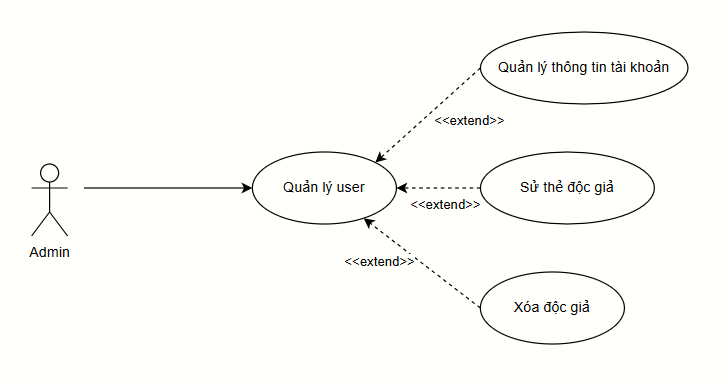 Quản lý thông tin tài khoản
<<extend>>
Quản lý user
Sử thẻ độc giả
<<extend>>
Admin
<<extend>>
Xóa độc giả